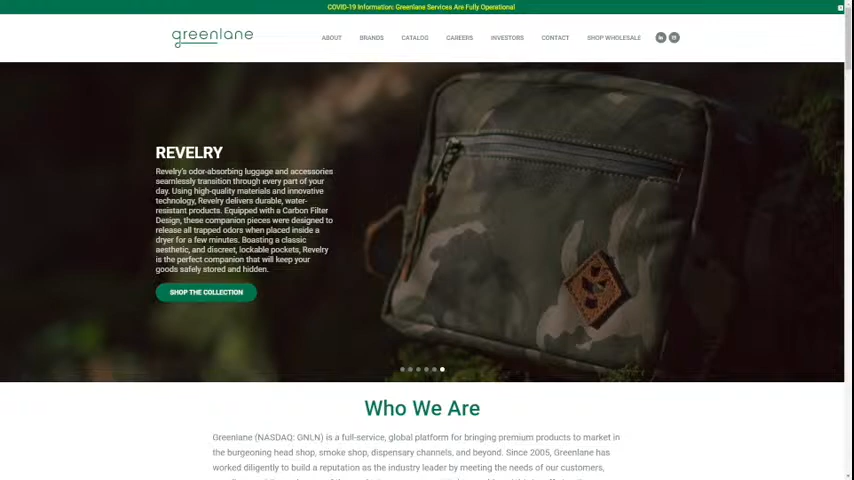 COVID-19 Information: Greenlane Services Are Fully Operational
greenlane
ABOUT BRANDS CATALOG CAREERS INVESTORS CONTACT SHOP WHOLESALE
REVELRY
Revelry's odor-absorbing luggage and accessories
seamlessly transition through every part of your
day. Using high-quality materials and innovative
technology, Revelry delivers durable, water-
resistant products. Equipped with a Carbon Filter
Design, these companion pieces were designed to
release all trapped odors when placed inside a
dryer for a few minutes. Boasting a classic
aesthetic, and discreet, lockable pockets, Revelry
is the perfect companion that will keep your
goods safely stored and hidden.
SHOP THE COLLECTION
Who We Are
Greenlane (NASDAQ: GNLN) is a full-service, global platform for bringing premium products to market in
the burgeoning head shop, smoke shop, dispensary channels, and beyond. Since 2005, Greenlane has
worked diligently to build a reputation as the industry leader by meeting the needs of our customers,